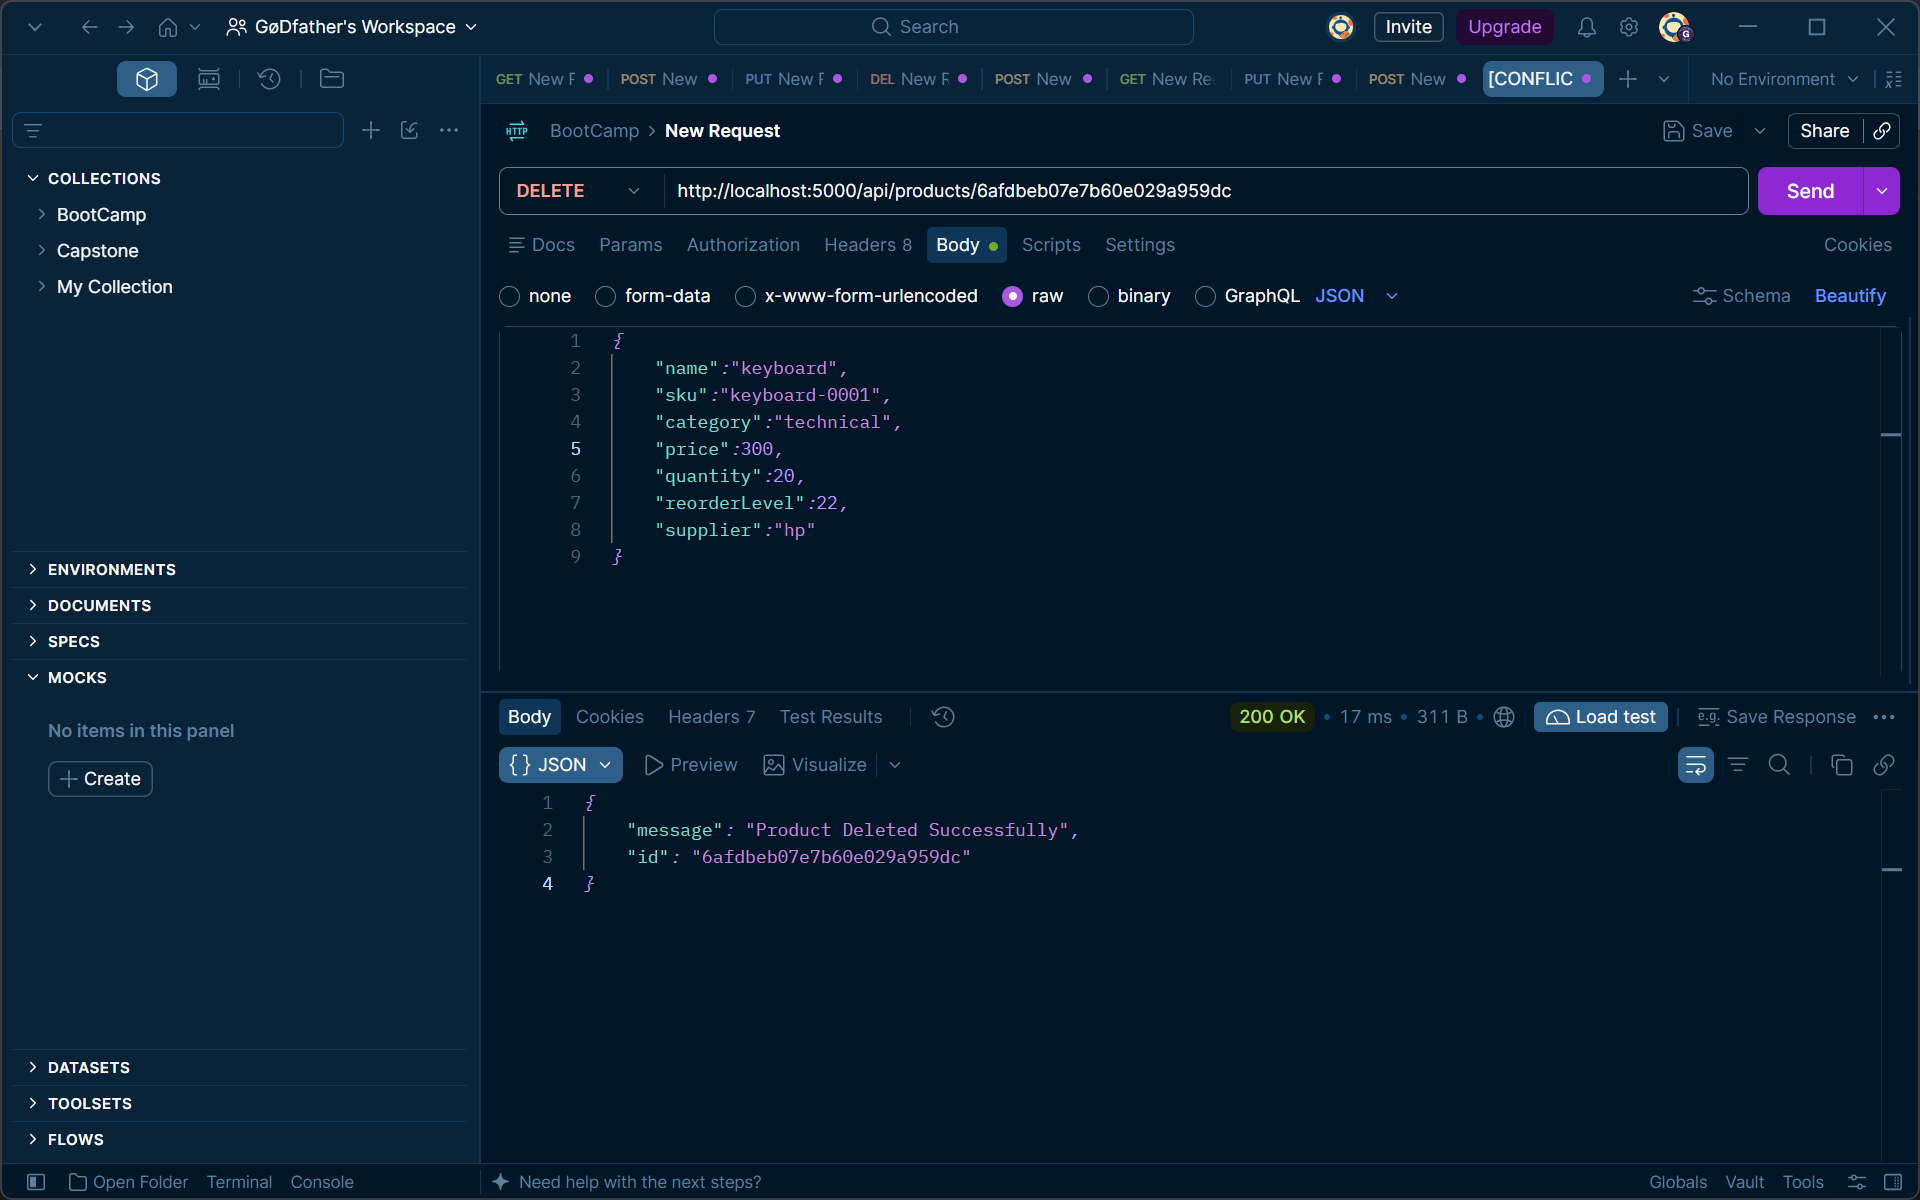 GøDfather's Workspace
Search
Invite
Upgrade
G
GET New F
POST New
PUT New F
DEL New R
POST New
GET New Re
PUT New F
POST New
[CONFLIC
No Environment
COLLECTIONS
BootCamp
Capstone
My Collection
ENVIRONMENTS
DOCUMENTS
SPECS
MOCKS
No items in this panel
Create
DATASETS
TOOLSETS
FLOWS
HTTP
BootCamp > New Request
Save
Share
DELETE
http://localhost:5000/api/products/6afdbeb07e7b60e029a959dc
Send
Docs Params Authorization Headers 8 Body Scripts Settings Cookies
none form-data x-www-form-urlencoded raw binary GraphQL JSON Schema Beautify
1 {
2 "name":"keyboard",
3 "sku":"keyboard-0001",
4 "category":"technical",
5 "price":300,
6 "quantity":20,
7 "reorderLevel":22,
8 "supplier":"hp"
9 }
Body Cookies Headers 7 Test Results
200 OK • 17 ms • 311 B •
Load test
e.g. Save Response
{ } JSON Preview Visualize
1 {
2 "message": "Product Deleted Successfully",
3 "id": "6afdbeb07e7b60e029a959dc"
4 }
Open Folder Terminal Console
Need help with the next steps?
Globals Vault Tools